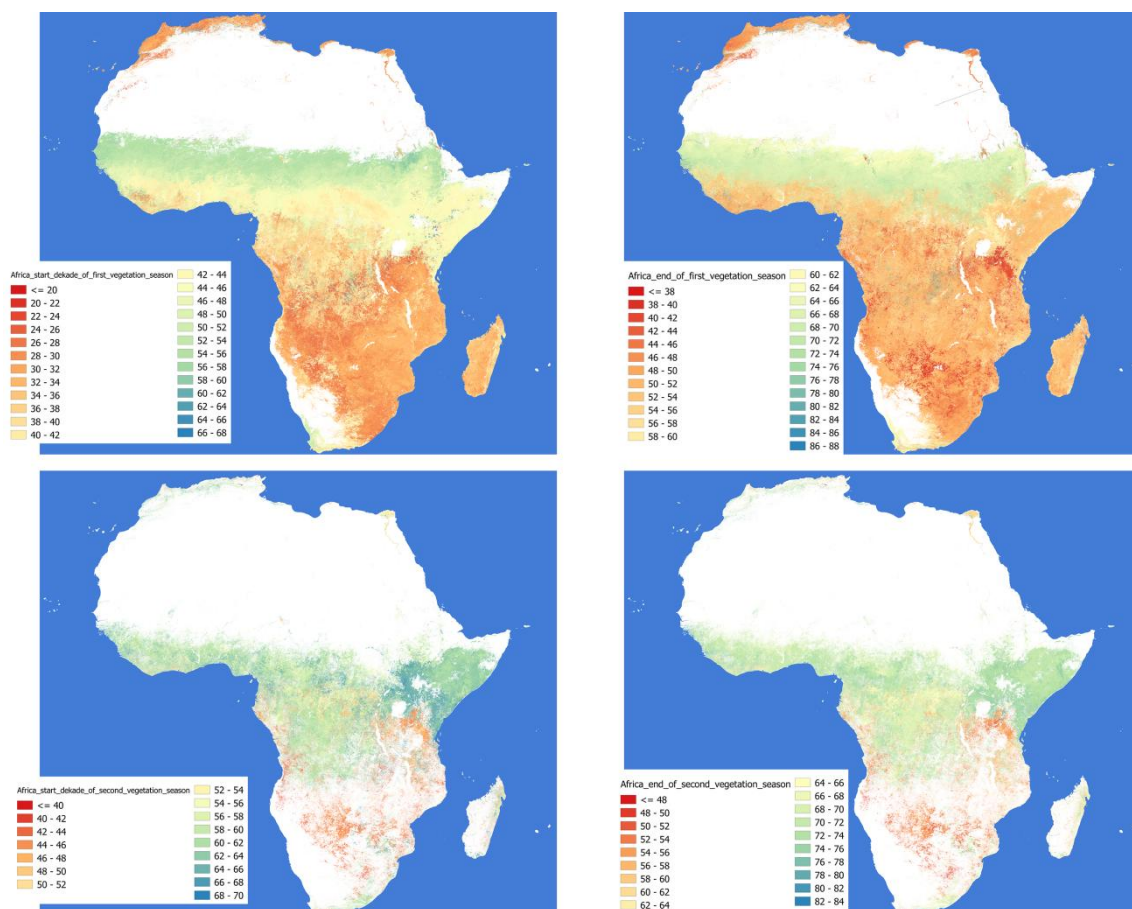 Africa_start_dekade_of_first_vegetation_season
<= 20
20 - 22
22 - 24
24 - 26
26 - 28
28 - 30
30 - 32
32 - 34
34 - 36
36 - 38
38 - 40
40 - 42
42 - 44
44 - 46
46 - 48
48 - 50
50 - 52
52 - 54
54 - 56
56 - 58
58 - 60
60 - 62
62 - 64
64 - 66
66 - 68
Africa_end_of_first_vegetation_season
<= 38
38 - 40
40 - 42
42 - 44
44 - 46
46 - 48
48 - 50
50 - 52
52 - 54
54 - 56
56 - 58
58 - 60
60 - 62
62 - 64
64 - 66
66 - 68
68 - 70
70 - 72
72 - 74
74 - 76
76 - 78
78 - 80
80 - 82
82 - 84
84 - 86
86 - 88
Africa_start_dekade_of_second_vegetation_season
<= 40
40 - 42
42 - 44
44 - 46
46 - 48
48 - 50
50 - 52
52 - 54
54 - 56
56 - 58
58 - 60
60 - 62
62 - 64
64 - 66
66 - 68
68 - 70
Africa_end_of_second_vegetation_season
<= 48
48 - 50
50 - 52
52 - 54
54 - 56
56 - 58
58 - 60
60 - 62
62 - 64
64 - 66
66 - 68
68 - 70
70 - 72
72 - 74
74 - 76
76 - 78
78 - 80
80 - 82
82 - 84